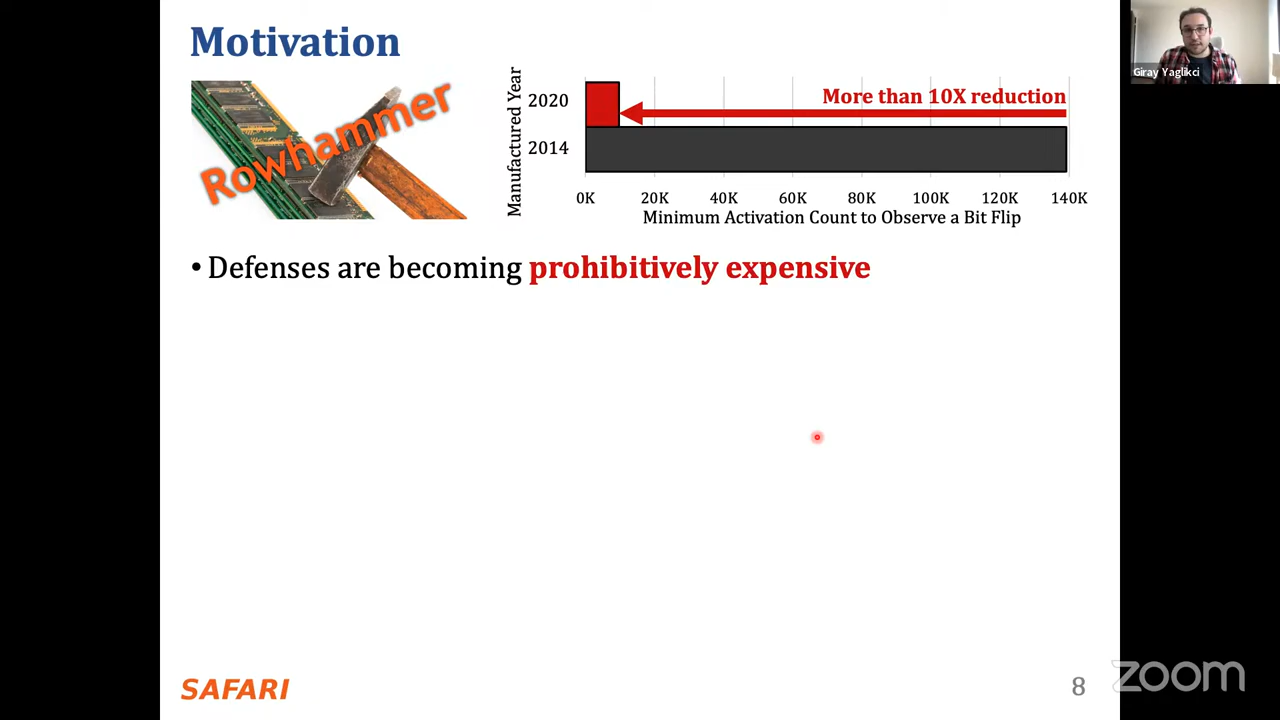 Motivation
Rowhammer
Manufactured Year
2020
2014
More than 10X reduction
0K 20K 40K 60K 80K 100K 120K 140K
Minimum Activation Count to Observe a Bit Flip
• Defenses are becoming prohibitively expensive
SAFARI
8
Giray Yaglikci
zoom